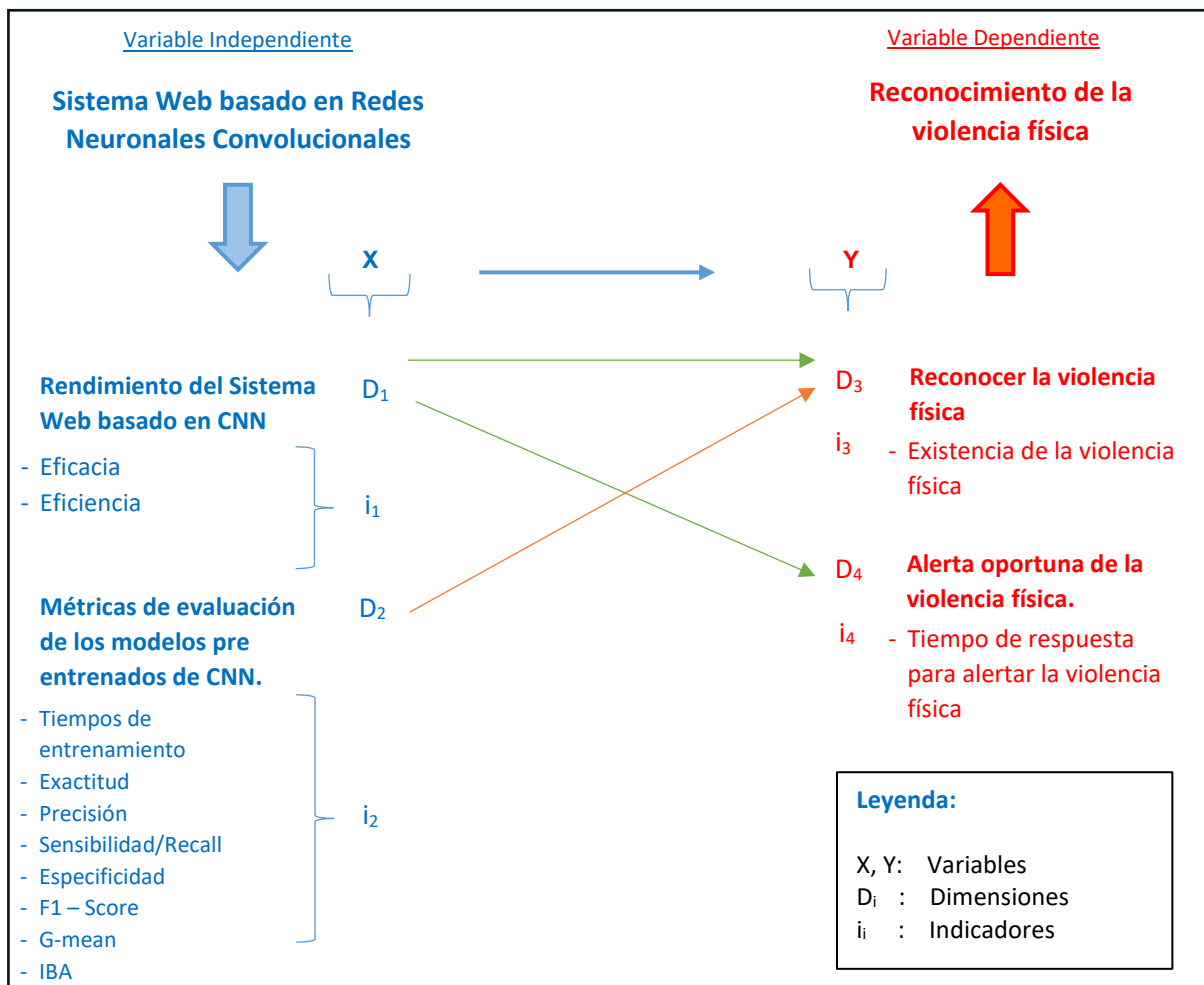 Variable Independiente
Variable Dependiente
Sistema Web basado en Redes
Neuronales Convolucionales
Reconocimiento de la
violencia física
X
Y
Rendimiento del Sistema
Web basado en CNN
D₁
- Eficacia
- Eficiencia
i₁
Métricas de evaluación
de los modelos pre
entrenados de CNN.
D₂
- Tiempos de
entrenamiento
- Exactitud
- Precisión
- Sensibilidad/Recall
- Especificidad
- F1 – Score
- G-mean
- IBA
i₂
D₃
Reconocer la violencia
física
i₃
- Existencia de la violencia
física
D₄
Alerta oportuna de la
violencia física.
i₄
- Tiempo de respuesta
para alertar la violencia
física
Leyenda:
X, Y: Variables
Dᵢ : Dimensiones
iᵢ : Indicadores